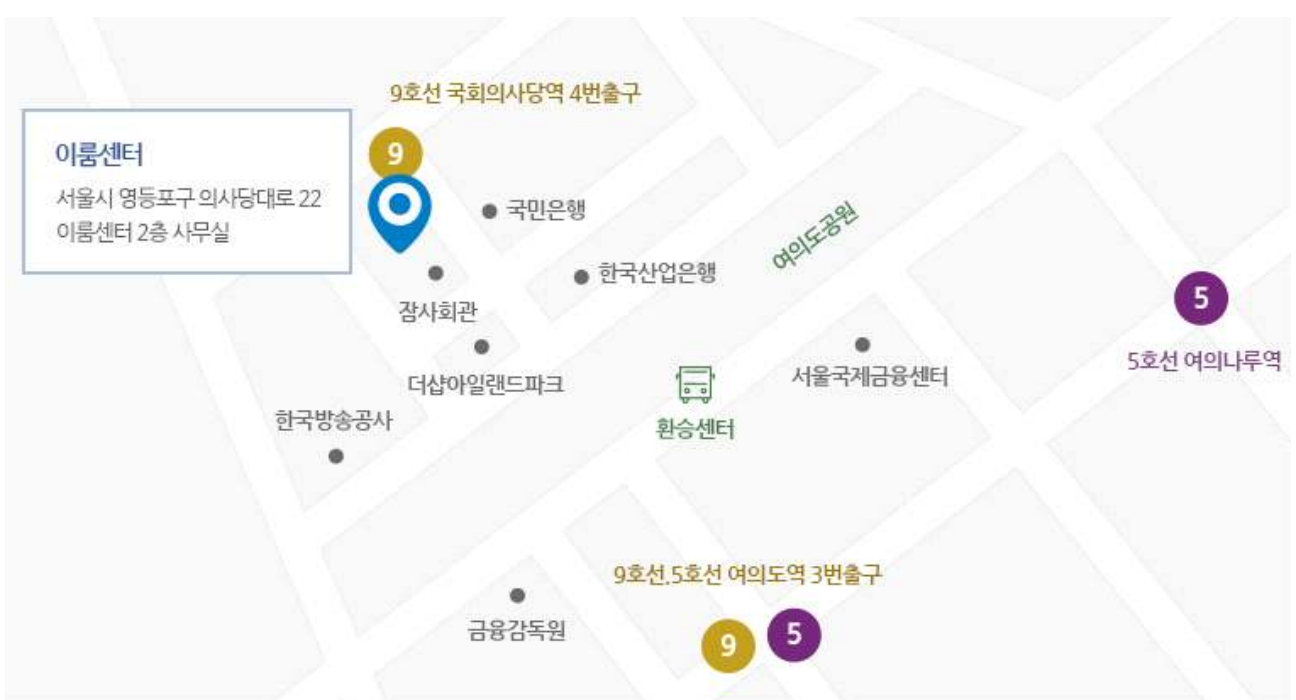 9호선 국회의사당역 4번출구
9
이룸센터
서울시 영등포구 의사당대로 22
이룸센터 2층 사무실
국민은행
여의도공원
한국산업은행
잠사회관
5
5호선 여의나루역
더샵아일랜드파크
서울국제금융센터
환승센터
한국방송공사
9호선.5호선 여의도역 3번출구
금융감독원
9
5